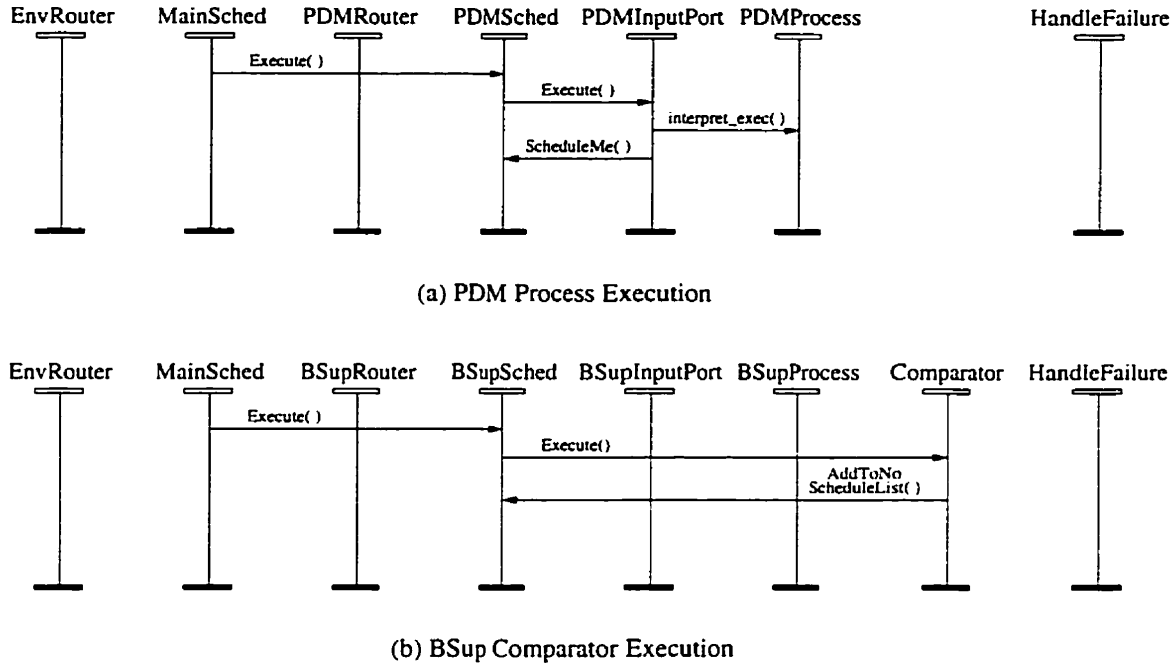 EnvRouter MainSched PDMRouter PDMSched PDMInputPort PDMProcess HandleFailure
Execute( )
Execute( )
interpret_exec( )
ScheduleMe( )
(a) PDM Process Execution
EnvRouter MainSched BSupRouter BSupSched BSupInputPort BSupProcess Comparator HandleFailure
Execute( )
Execute()
AddToNo
ScheduleList( )
(b) BSup Comparator Execution